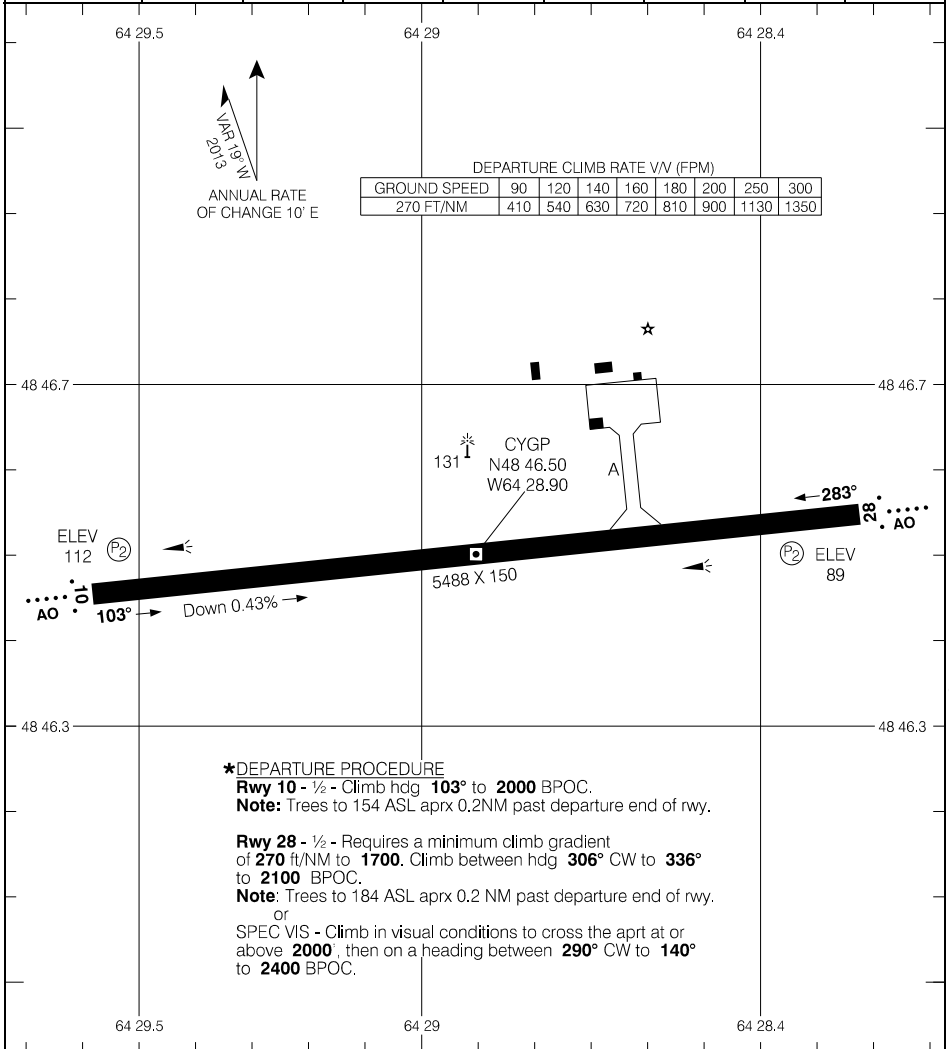 64 29.5 64 29 64 28.4
VAR 19° W
2013
ANNUAL RATE
OF CHANGE 10' E
DEPARTURE CLIMB RATE V/V (FPM)
GROUND SPEED 90 120 140 160 180 200 250 300
270 FT/NM 410 540 630 720 810 900 1130 1350
48 46.7 48 46.7
131
CYGP
N48 46.50
W64 28.90
A
283°
28
AO
ELEV
112
P2
P2
ELEV
89
5488 X 150
10
AO
103°
Down 0.43%
48 46.3 48 46.3
*DEPARTURE PROCEDURE
Rwy 10 - ½ - Climb hdg 103° to 2000 BPOC.
Note: Trees to 154 ASL aprx 0.2NM past departure end of rwy.
Rwy 28 - ½ - Requires a minimum climb gradient
of 270 ft/NM to 1700. Climb between hdg 306° CW to 336°
to 2100 BPOC.
Note: Trees to 184 ASL aprx 0.2 NM past departure end of rwy.
or
SPEC VIS - Climb in visual conditions to cross the aprt at or
above 2000', then on a heading between 290° CW to 140°
to 2400 BPOC.
64 29.5 64 29 64 28.4